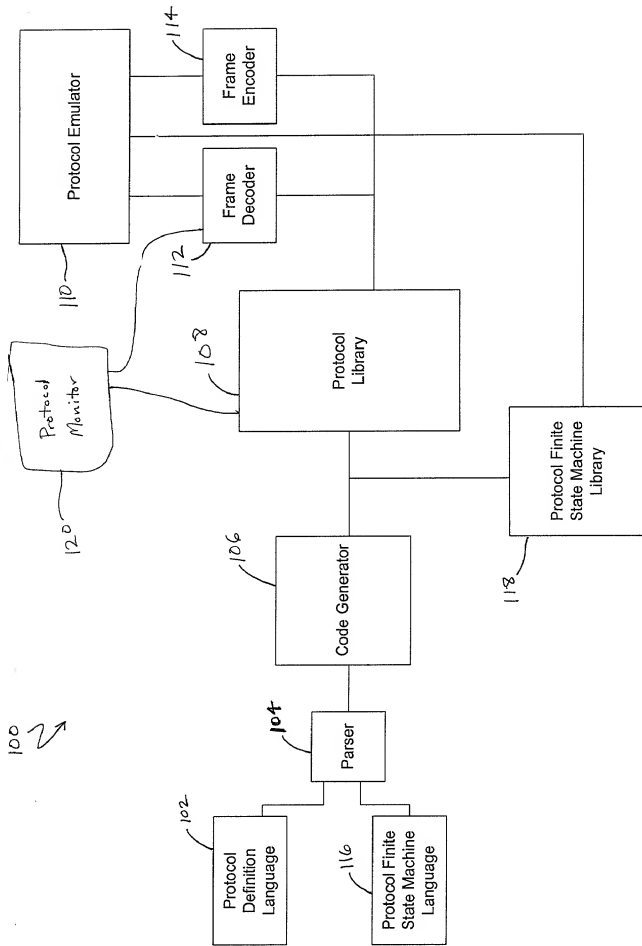 100
120
Protocol
Monitor
110
Protocol Emulator
108
112
114
Frame
Decoder
Frame
Encoder
102
Protocol
Definition
Language
104
Parser
106
Code Generator
Protocol
Library
116
Protocol Finite
State Machine
Language
118
Protocol Finite
State Machine
Library